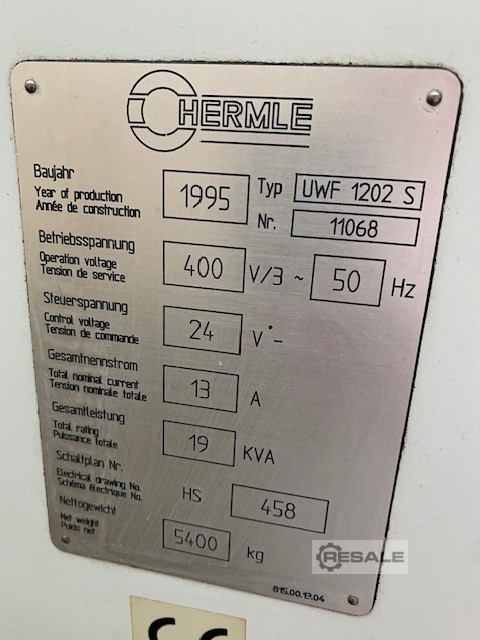 HERMLE
Baujahr
Year of production
Année de construction
1995
Typ UWF 1202 S
Nr. 11068
Betriebsspannung
Operation voltage
Tension de service
400 V/3 ~ 50 Hz
Steuerspannung
Control voltage
Tension de commande
24 V
Gesamtnennstrom
Total nominal current
Tension nominale totale
13 A
Gesamtleistung
Total rating
Puissance totale
19 KVA
Schaltplan Nr.
Electrical drawing No.
Schéma électrique No.
HS 458
Nettogewicht
Net weight
Poids net
5400 kg
815.00.13.04
RESALE
CE